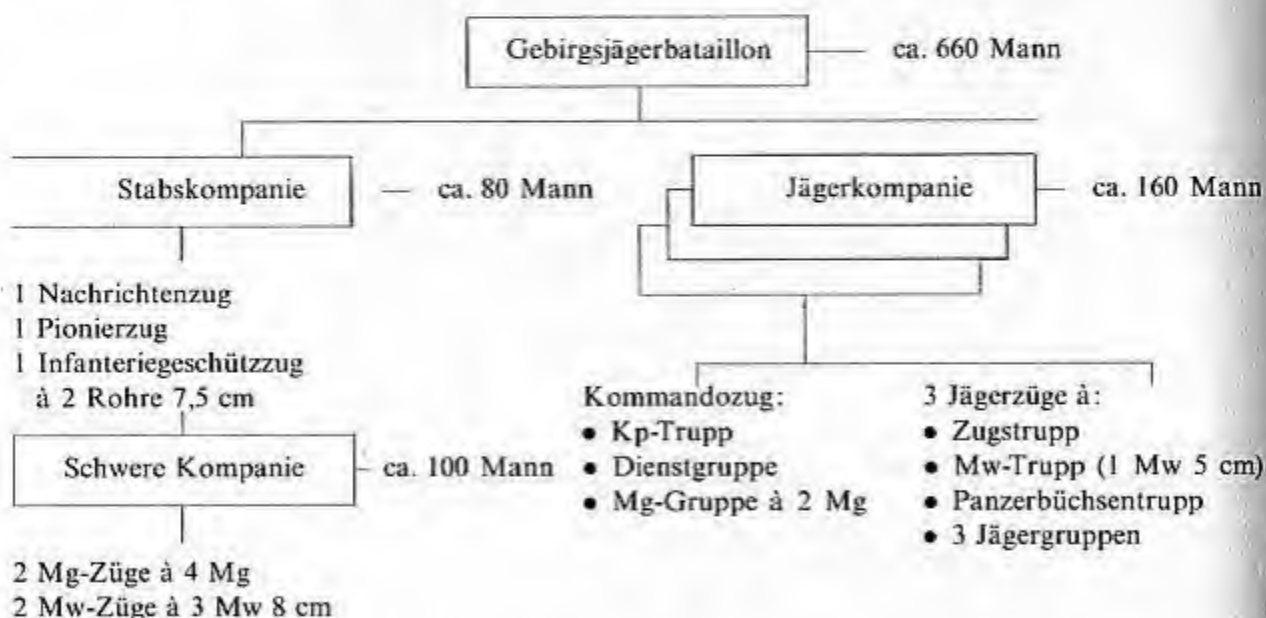 Gebirgsjägerbataillon
ca. 660 Mann
Stabskompanie
ca. 80 Mann
Jägerkompanie
ca. 160 Mann
1 Nachrichtenzug
1 Pionierzug
1 Infanteriegeschützzug
à 2 Rohre 7,5 cm
Schwere Kompanie
ca. 100 Mann
2 Mg-Züge à 4 Mg
2 Mw-Züge à 3 Mw 8 cm
Kommandozug:
• Kp-Trupp
• Dienstgruppe
• Mg-Gruppe à 2 Mg
3 Jägerzüge à:
• Zugstrupp
• Mw-Trupp (1 Mw 5 cm)
• Panzerbüchsentrupp
• 3 Jägergruppen